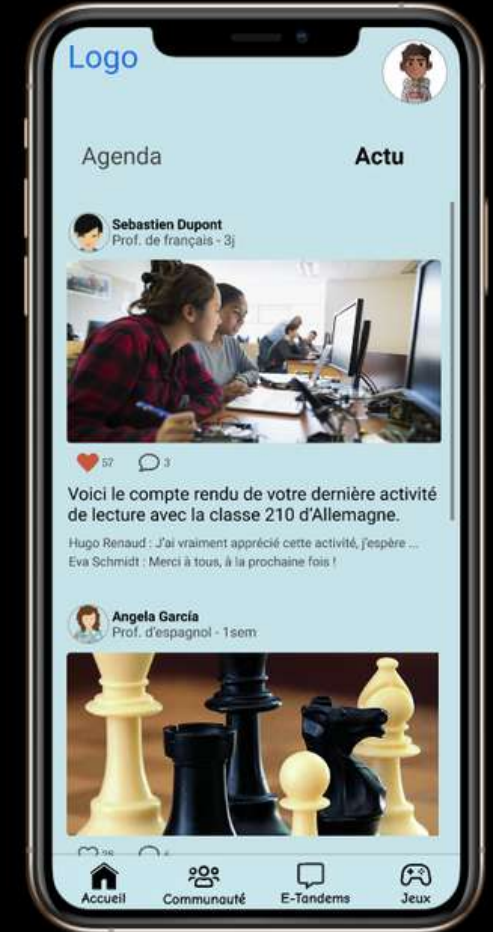 Logo
Agenda Actu
Sebastien Dupont
Prof. de français - 3j
57 3
Voici le compte rendu de votre dernière activité
de lecture avec la classe 210 d'Allemagne.
Hugo Renaud : J'ai vraiment apprécié cette activité, j'espère ...
Eva Schmidt : Merci à tous, à la prochaine fois !
Angela García
Prof. d'espagnol - 1sem
Accueil Communauté E-Tandems Jeux